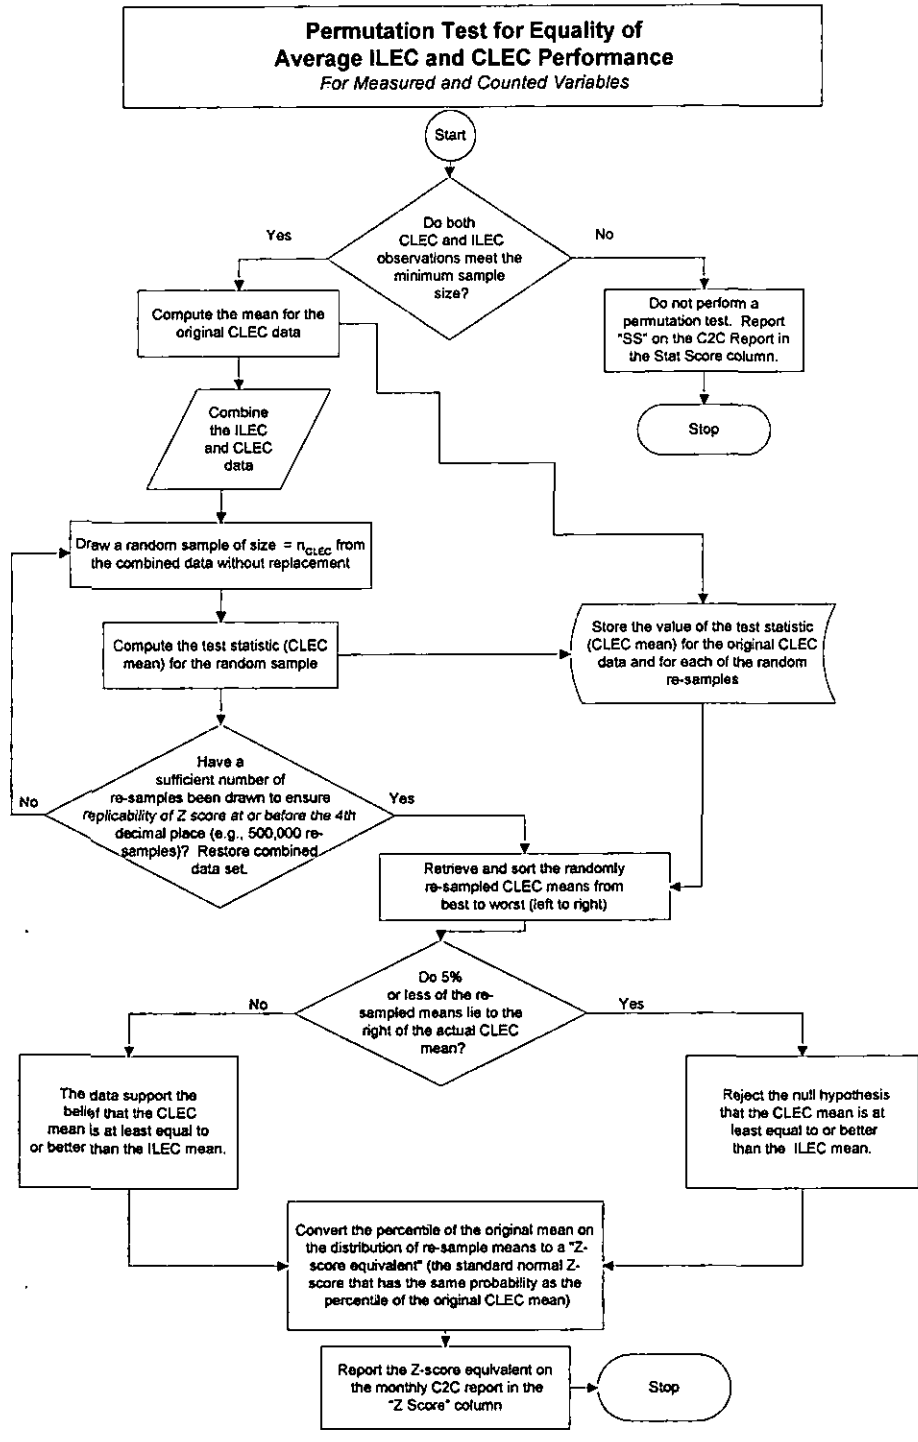 Permutation Test for Equality of
Average ILEC and CLEC Performance
For Measured and Counted Variables
Start
Do both
CLEC and ILEC
observations meet the
minimum sample
size?
Yes
No
Compute the mean for the
original CLEC data
Do not perform a
permutation test. Report
"SS" on the C2C Report in
the Stat Score column.
Stop
Combine
the ILEC
and CLEC
data
Draw a random sample of size = nCLEC from
the combined data without replacement
Compute the test statistic (CLEC
mean) for the random sample
Store the value of the test statistic
(CLEC mean) for the original CLEC
data and for each of the random
re-samples
Have a
sufficient number of
re-samples been drawn to ensure
replicability of Z score at or before the 4th
decimal place (e.g., 500,000 re-
samples)? Restore combined
data set.
No
Yes
Retrieve and sort the randomly
re-sampled CLEC means from
best to worst (left to right)
Do 5%
or less of the re-
sampled means lie to the
right of the actual CLEC
mean?
No
Yes
The data support the
belief that the CLEC
mean is at least equal to
or better than the ILEC mean.
Reject the null hypothesis
that the CLEC mean is at
least equal to or better
than the ILEC mean.
Convert the percentile of the original mean on
the distribution of re-sample means to a "Z-
score equivalent" (the standard normal Z-
score that has the same probability as the
percentile of the original CLEC mean)
Report the Z-score equivalent on
the monthly C2C report in the
"Z Score" column
Stop